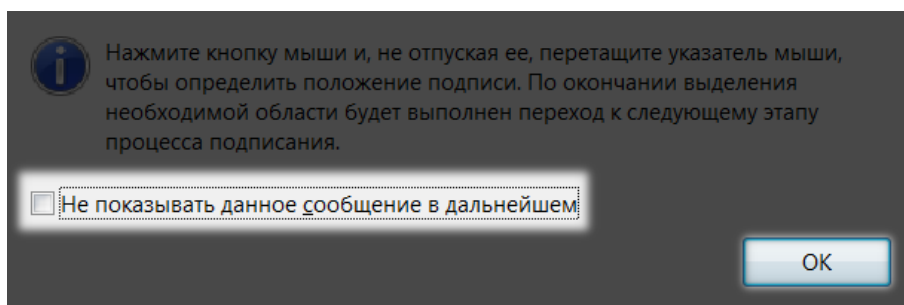 Нажмите кнопку мыши и, не отпуская ее, перетащите указатель мыши,
чтобы определить положение подписи. По окончании выделения
необходимой области будет выполнен переход к следующему этапу
процесса подписания.
Не показывать данное сообщение в дальнейшем
ОК